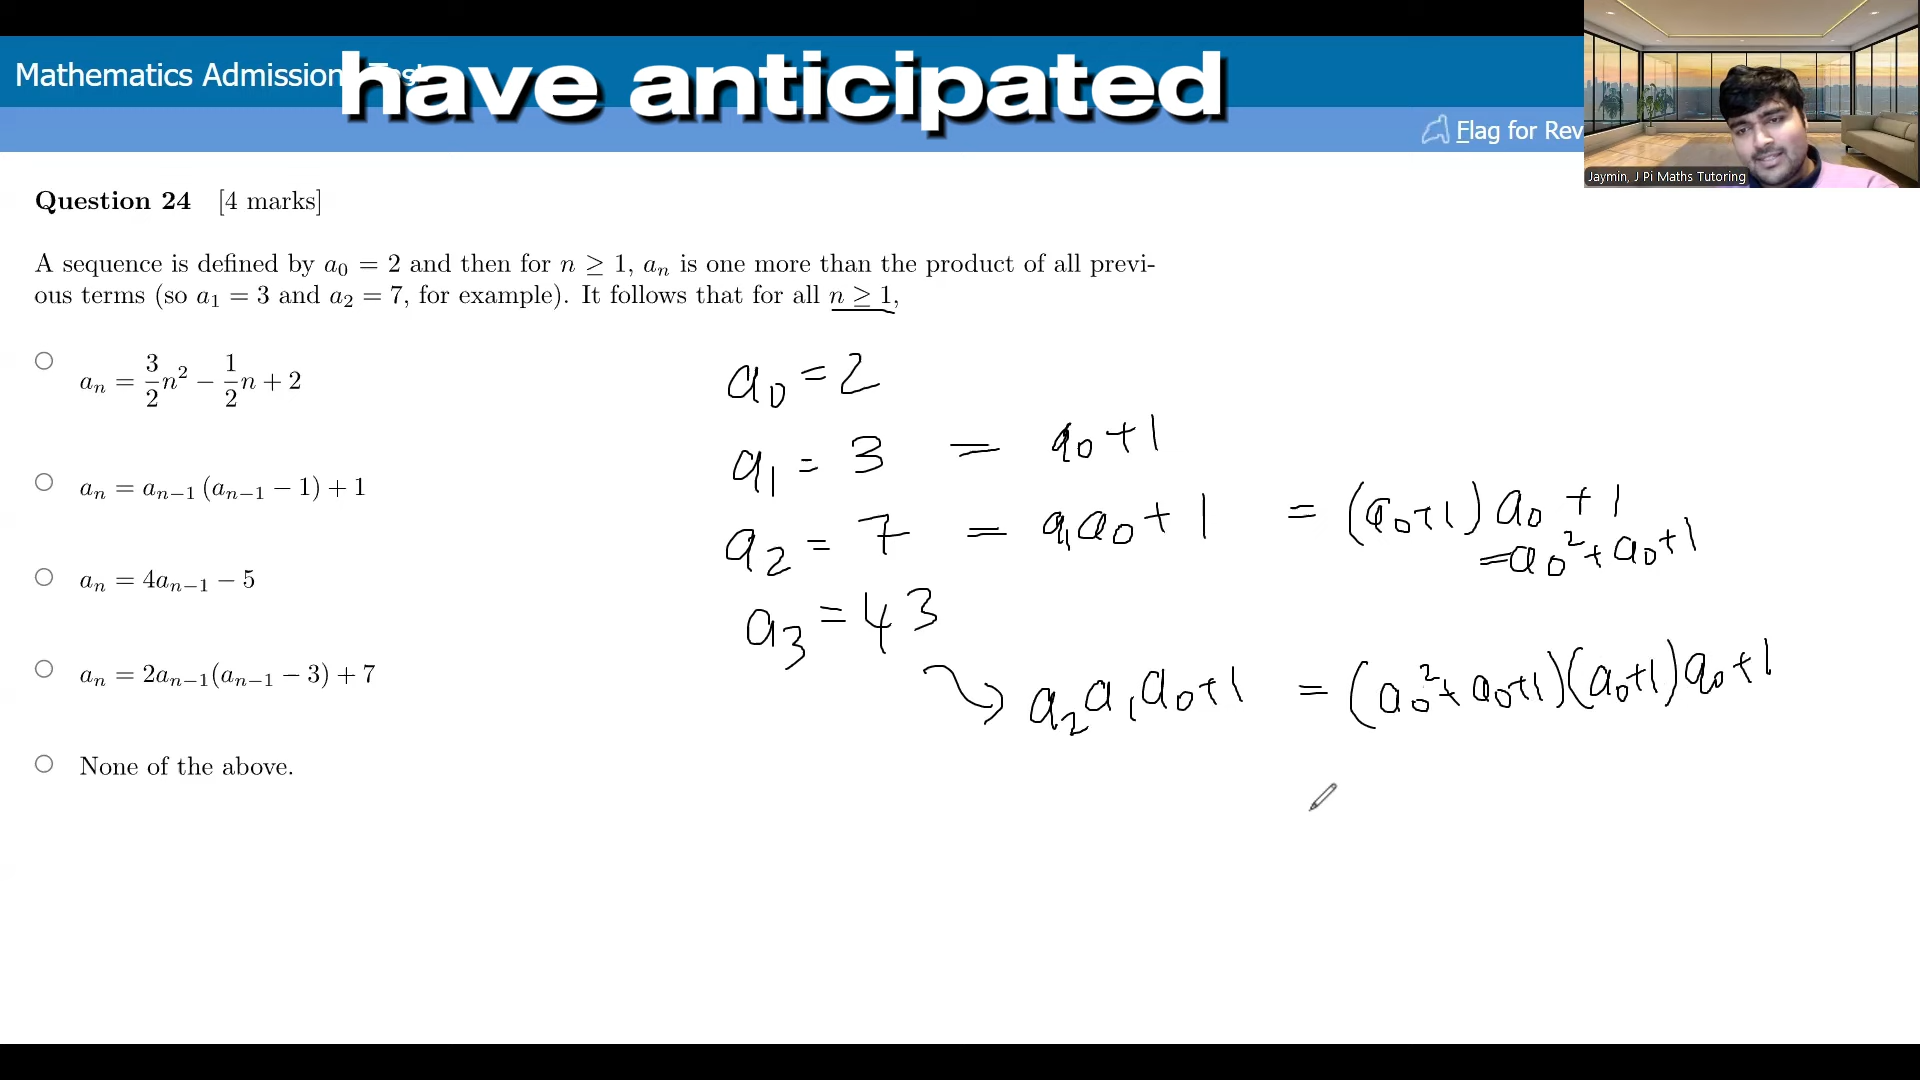 Mathematics Admission Test
have anticipated
Flag for Rev
Jaymin, J Pi Maths Tutoring
Question 24 [4 marks]
A sequence is defined by a₀ = 2 and then for n ≥ 1, aₙ is one more than the product of all previ-
ous terms (so a₁ = 3 and a₂ = 7, for example). It follows that for all n ≥ 1,
aₙ = 3/2 n² − 1/2 n + 2
aₙ = aₙ₋₁ (aₙ₋₁ − 1) + 1
aₙ = 4aₙ₋₁ − 5
aₙ = 2aₙ₋₁(aₙ₋₁ − 3) + 7
None of the above.
a₀ = 2
a₁ = 3 = a₀ + 1
a₂ = 7 = a₁a₀ + 1 = (a₀+1) a₀ + 1
= a₀² + a₀ + 1
a₃ = 43
→ a₂a₁a₀+1 = (a₀² + a₀+1)(a₀+1)a₀+1